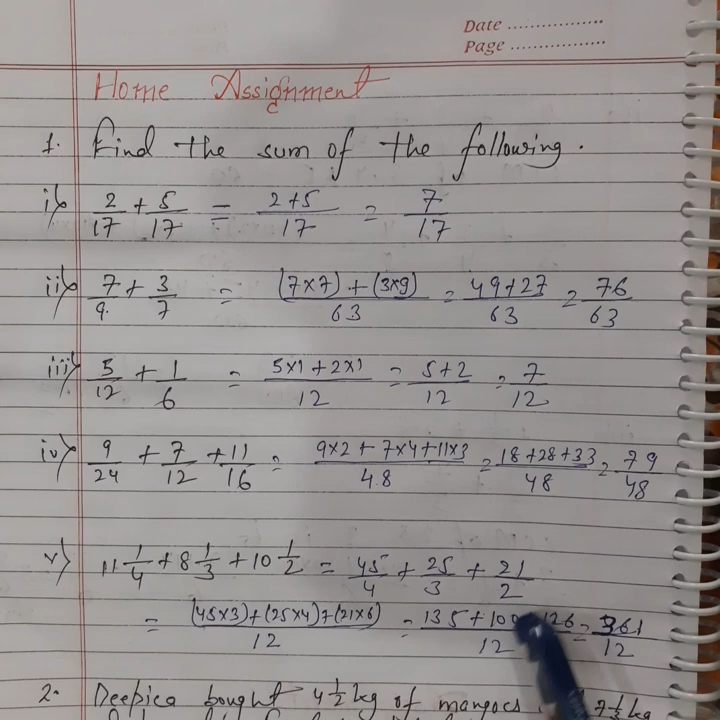 Date ................
Page ................
Home Assignment
1. Find the sum of the following.
i) 2/17 + 5/17 = 2+5/17 = 7/17
ii) 7/9 + 3/7 = (7×7) + (3×9)/63 = 49+27/63 = 76/63
iii) 5/12 + 1/6 = 5×1+2×1/12 = 5+2/12 = 7/12
iv) 9/24 + 7/12 + 11/16 = 9×2 + 7×4+11×3/48 = 18+28+33/48 = 79/48
v) 11 1/4 + 8 1/3 + 10 1/2 = 45/4 + 25/3 + 21/2
= (45×3)+(25×4)+(21×6)/12 = 135+100 126/12 = 361/12
2. Deepica bought 4 1/2 kg of mangoes 7 1/2 kg